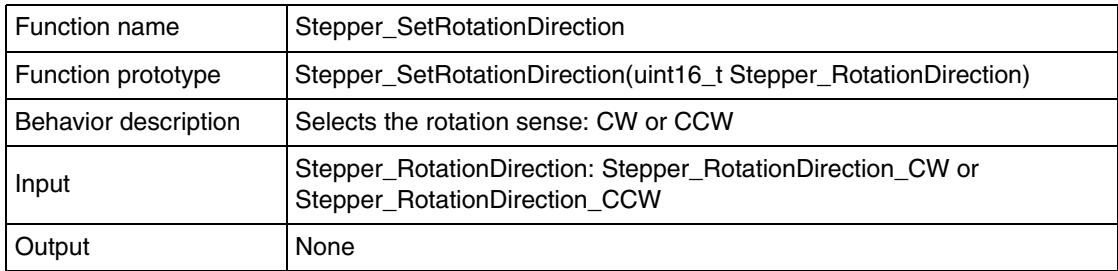 Function name Stepper_SetRotationDirection
Function prototype Stepper_SetRotationDirection(uint16_t Stepper_RotationDirection)
Behavior description Selects the rotation sense: CW or CCW
Input Stepper_RotationDirection: Stepper_RotationDirection_CW or
Stepper_RotationDirection_CCW
Output None